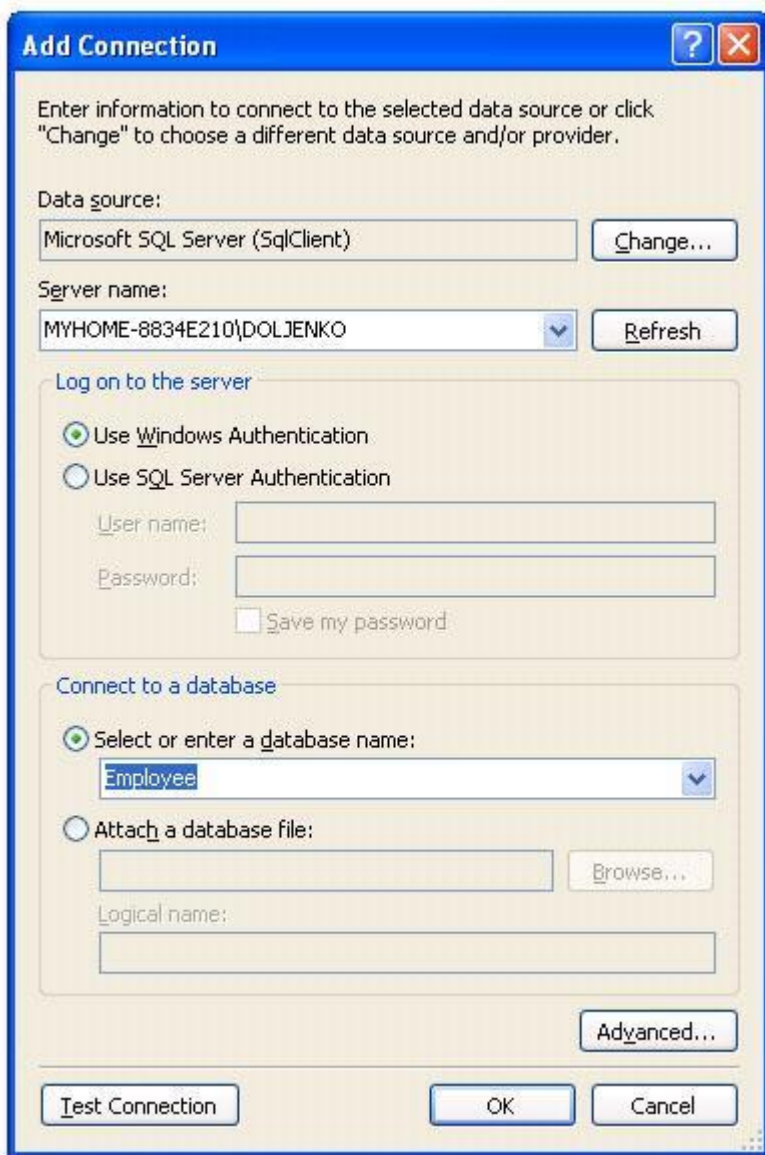 Add Connection
Enter information to connect to the selected data source or click
"Change" to choose a different data source and/or provider.
Data source:
Microsoft SQL Server (SqlClient)
Change...
Server name:
MYHOME-8834E210\DOLJENKO
Refresh
Log on to the server
Use Windows Authentication
Use SQL Server Authentication
User name:
Password:
Save my password
Connect to a database
Select or enter a database name:
Employee
Attach a database file:
Browse...
Logical name:
Advanced...
Test Connection
OK
Cancel